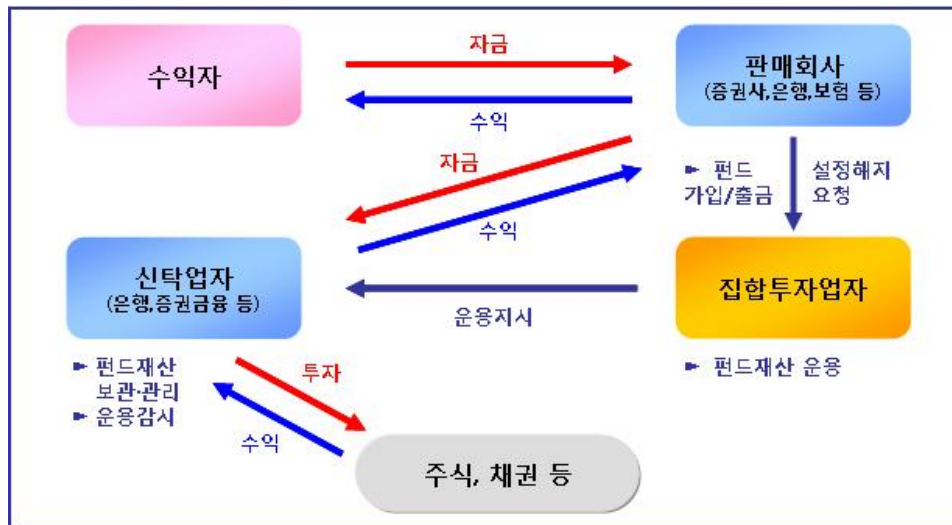 수익자
자금
수익
판매회사
(증권사,은행,보험 등)
자금
수익
► 펀드
가입/출금
설정해지
요청
신탁업자
(은행,증권금융 등)
운용지시
집합투자업자
► 펀드재산
보관·관리
► 운용감시
투자
수익
► 펀드재산 운용
주식, 채권 등